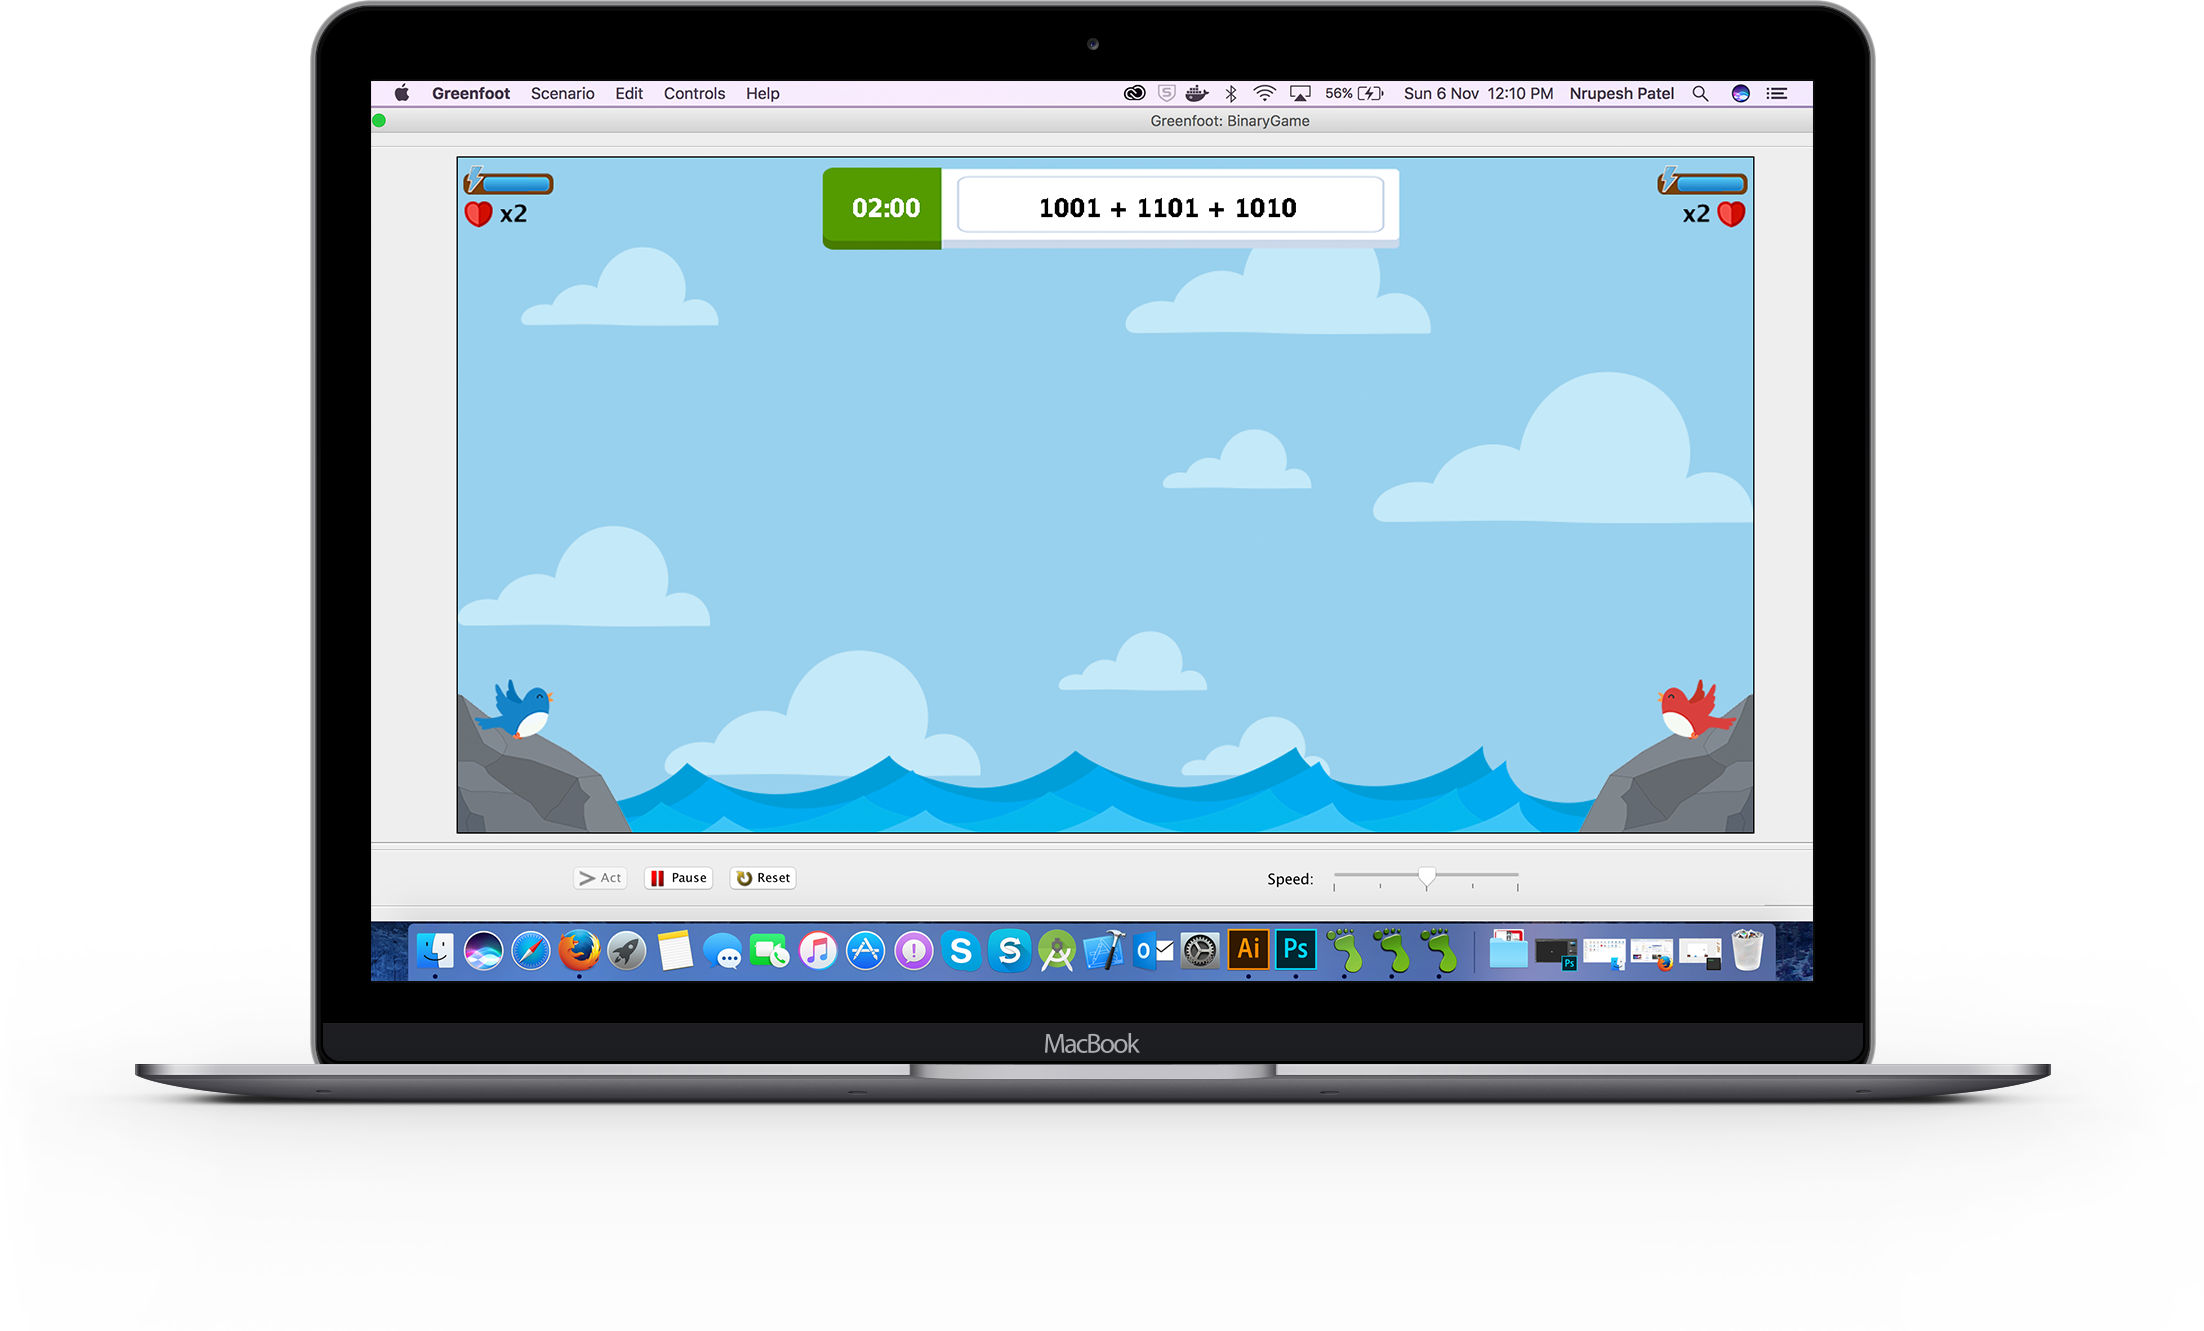 Greenfoot Scenario Edit Controls Help 56% Sun 6 Nov 12:10 PM Nrupesh Patel
Greenfoot: BinaryGame
02:00 1001 + 1101 + 1010
x2 x2
Act Pause Reset Speed:
S S O Ai Ps Ps
MacBook